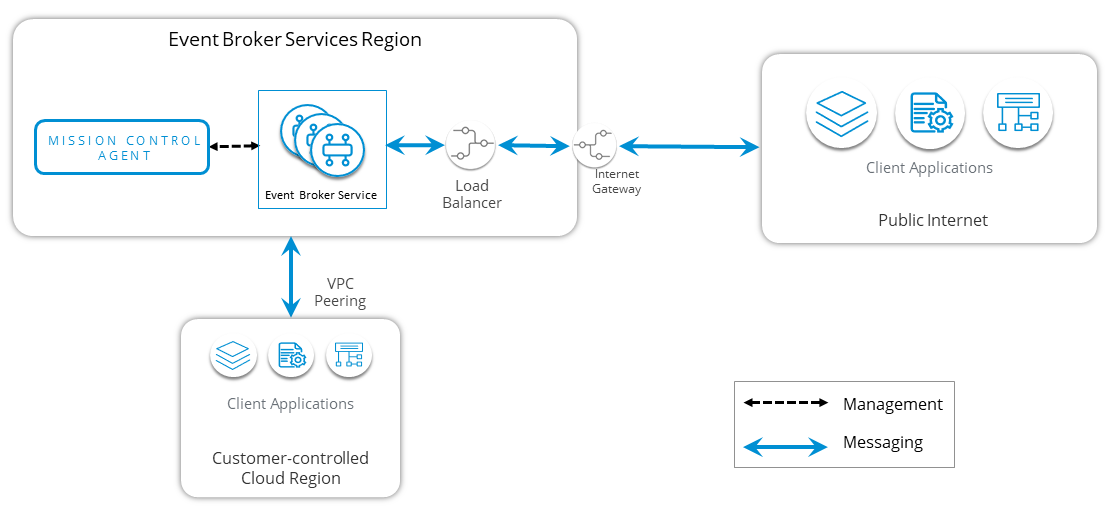 Event Broker Services Region
MISSION CONTROL
AGENT
Event Broker Service
Load
Balancer
Internet
Gateway
Client Applications
Public Internet
VPC
Peering
Client Applications
Customer-controlled
Cloud Region
Management
Messaging